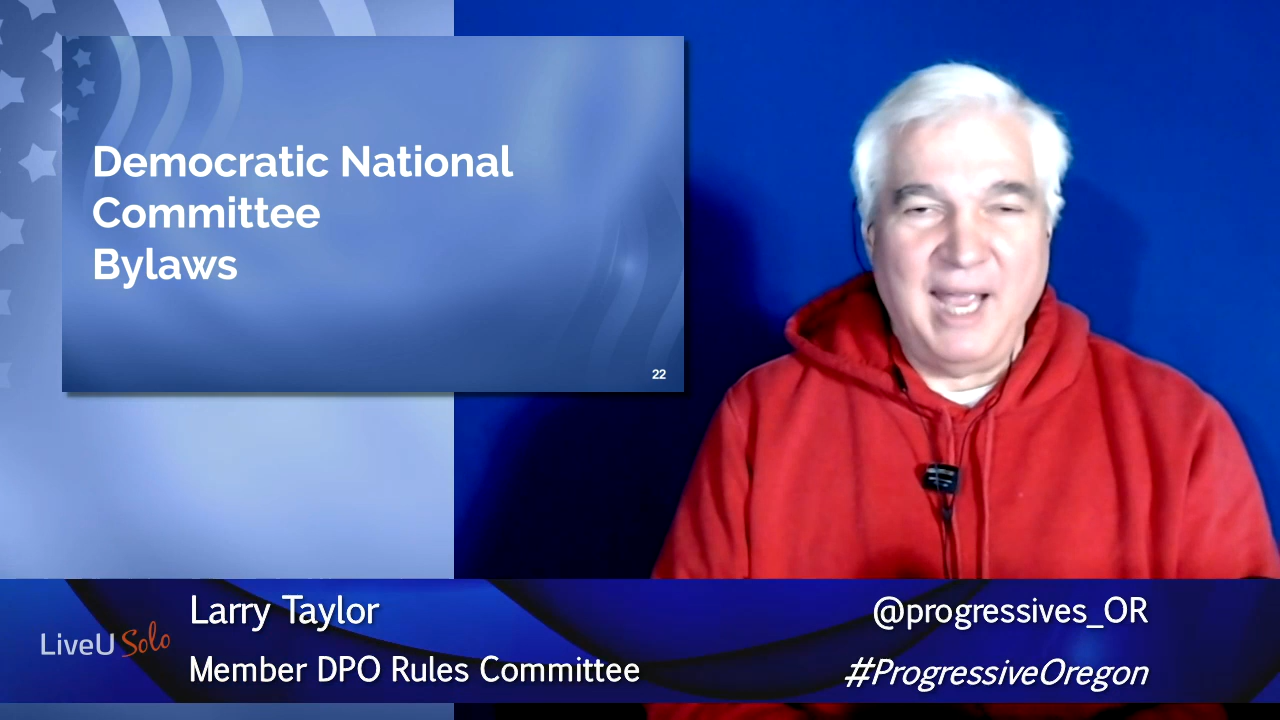 Democratic National
Committee
Bylaws
22
LiveU Solo
Larry Taylor
Member DPO Rules Committee
@progressives_OR
#ProgressiveOregon